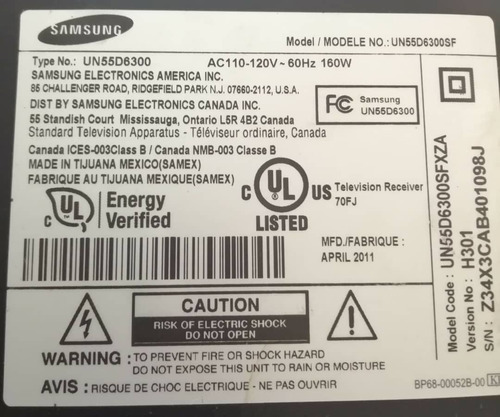 SAMSUNG
Model / MODELE NO.: UN55D6300SF
Type No.: UN55D6300 AC110-120V ~ 60Hz 160W
SAMSUNG ELECTRONICS AMERICA INC.
85 CHALLENGER ROAD, RIDGEFIELD PARK N.J. 07660-2112, U.S.A.
DIST BY SAMSUNG ELECTRONICS CANADA INC.
55 Standish Court Mississauga, Ontario L5R 4B2 Canada
Standard Television Apparatus - Téléviseur ordinaire, Canada
FC Samsung
UN55D6300
Canada ICES-003Class B / Canada NMB-003 Classe B
MADE IN TIJUANA MEXICO(SAMEX)
FABRIQUE AU TIJANA MEXIQUE(SAMEX)
C UL Energy
Verified
C UL US
LISTED
Television Receiver
70FJ
MFD./FABRIQUE :
APRIL 2011
CAUTION
RISK OF ELECTRIC SHOCK
DO NOT OPEN
WARNING : TO PREVENT FIRE OR SHOCK HAZARD
DO NOT EXPOSE THIS UNIT TO RAIN OR MOISTURE
AVIS : RISQUE DE CHOC ELECTRIQUE - NE PAS OUVRIR
BP68-00052B-00 K
Model Code : UN55D6300SFXZA
Version No : H301
S/N : Z34X3CAB401098J